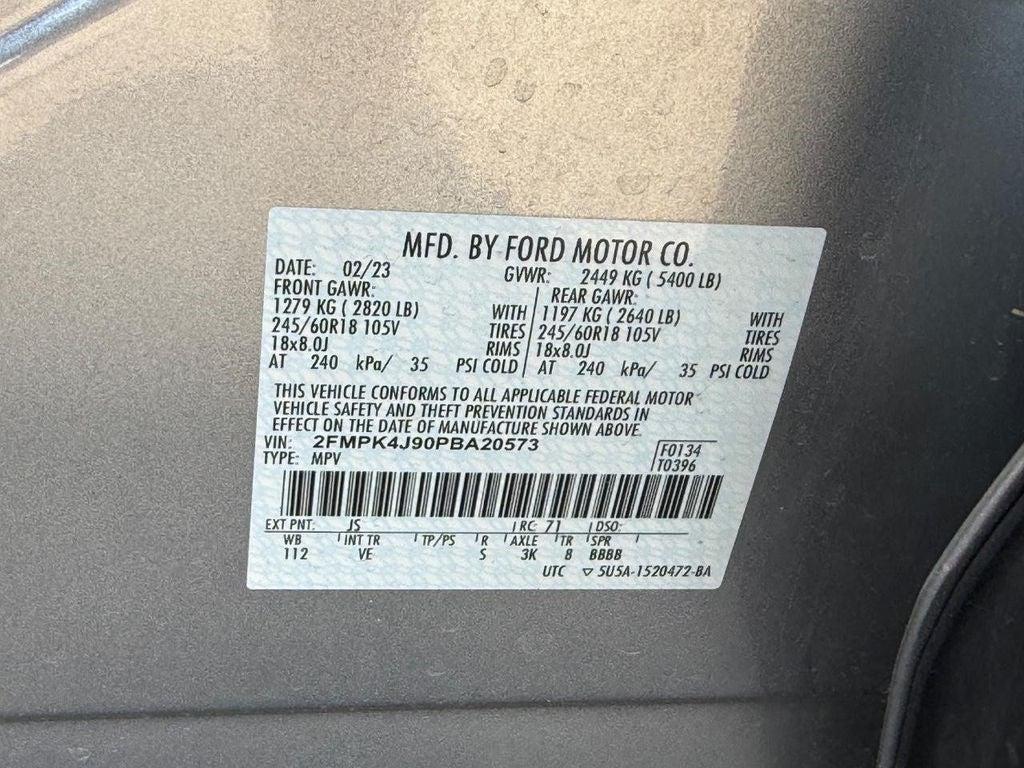 MFD. BY FORD MOTOR CO.
DATE: 02/23 GVWR: 2449 KG ( 5400 LB)
FRONT GAWR: REAR GAWR:
1279 KG ( 2820 LB) WITH 1197 KG ( 2640 LB) WITH
245/60R18 105V TIRES 245/60R18 105V TIRES
18x8.0J RIMS 18x8.0J RIMS
AT 240 kPa/ 35 PSI COLD AT 240 kPa/ 35 PSI COLD
THIS VEHICLE CONFORMS TO ALL APPLICABLE FEDERAL MOTOR
VEHICLE SAFETY AND THEFT PREVENTION STANDARDS IN
EFFECT ON THE DATE OF MANUFACTURE SHOWN ABOVE.
VIN: 2FMPK4J90PBA20573 F0134
TYPE: MPV T0396
EXT PNT: JS RC: 71 DSO:
WB INT TR TP/PS R AXLE TR SPR
112 VE S 3K 8 BBBB
UTC ▽ 5U5A-1520472-BA